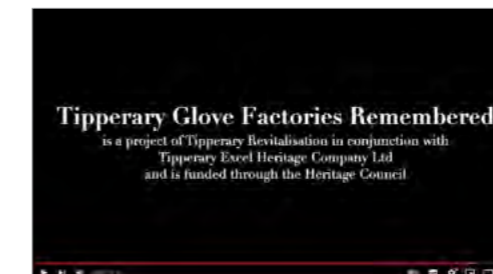 Tipperary Glove Factories Remembered
is a project of Tipperary Revitalisation in conjunction with
Tipperary Excel Heritage Company Ltd
and is funded through the Heritage Council